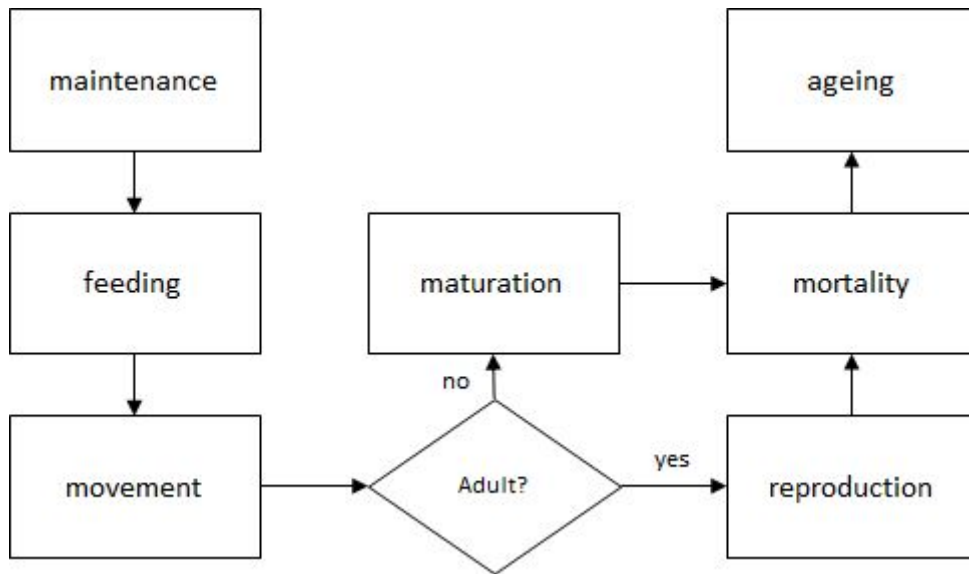 maintenance
feeding
movement
Adult?
no
maturation
yes
reproduction
mortality
ageing